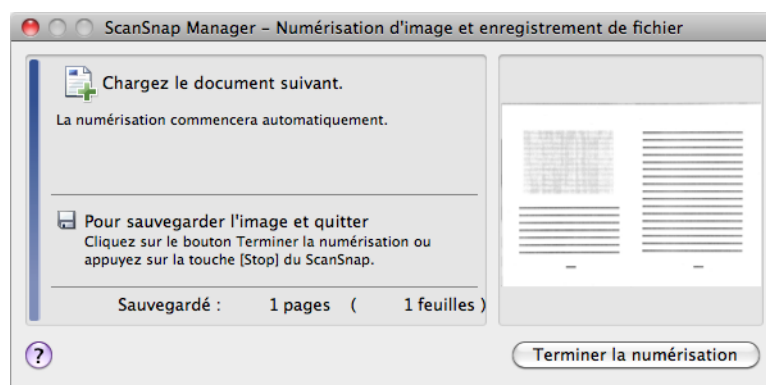 ScanSnap Manager – Numérisation d'image et enregistrement de fichier
Chargez le document suivant.
La numérisation commencera automatiquement.
Pour sauvegarder l'image et quitter
Cliquez sur le bouton Terminer la numérisation ou
appuyez sur la touche [Stop] du ScanSnap.
Sauvegardé : 1 pages ( 1 feuilles )
? Terminer la numérisation